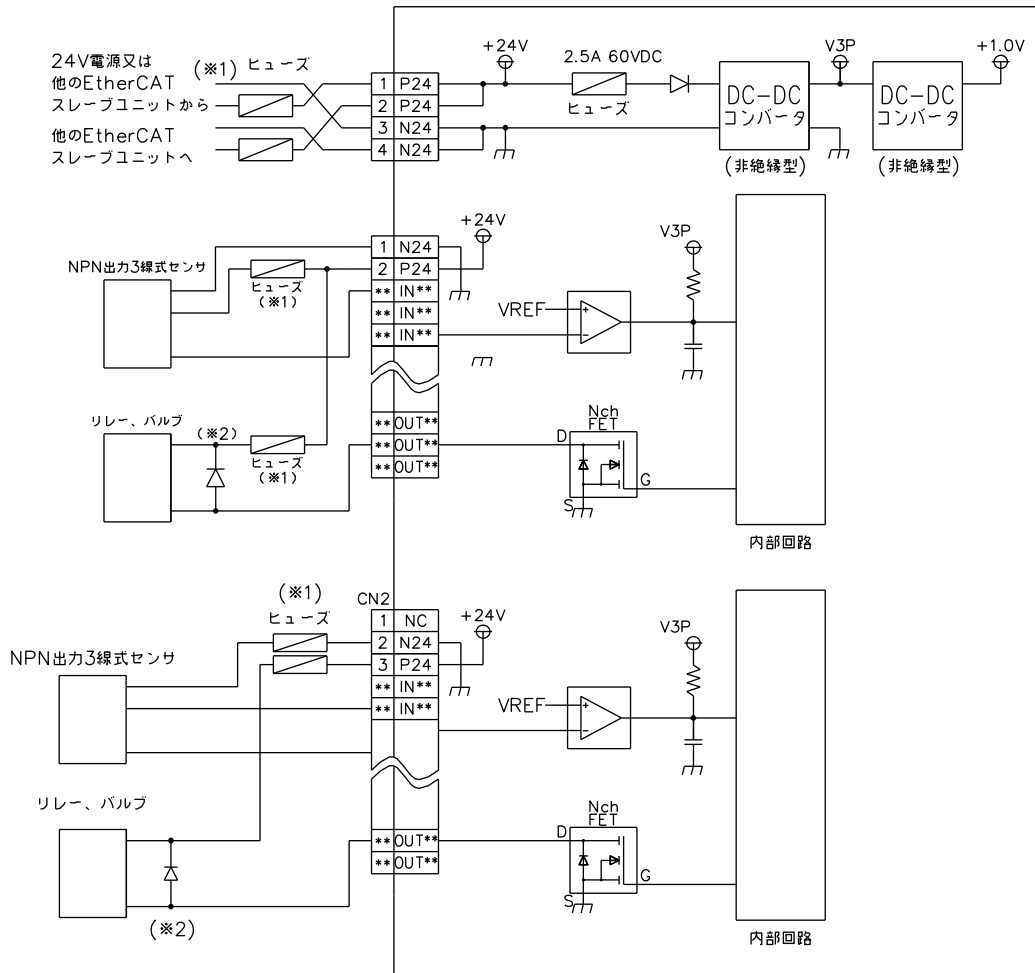 24V電源又は
他のEtherCAT
スレーブユニットから
(※1) ヒューズ
他のEtherCAT
スレーブユニットへ
1 P24
2 P24
3 N24
4 N24
+24V
2.5A 60VDC
ヒューズ
DC-DC
コンバータ
(非絶縁型)
V3P
DC-DC
コンバータ
(非絶縁型)
+1.0V
NPN出力3線式センサ
ヒューズ
(※1)
1 N24
2 P24
** IN**
** IN**
** IN**
+24V
VREF
+
-
V3P
リレー、バルブ
(※2)
ヒューズ
(※1)
** OUT**
** OUT**
** OUT**
Nch
FET
D
G
S
内部回路
(※1)
ヒューズ
CN2
1 NC
2 N24
3 P24
** IN**
** IN**
+24V
NPN出力3線式センサ
VREF
+
-
V3P
リレー、バルブ
(※2)
** OUT**
** OUT**
Nch
FET
D
G
S
内部回路